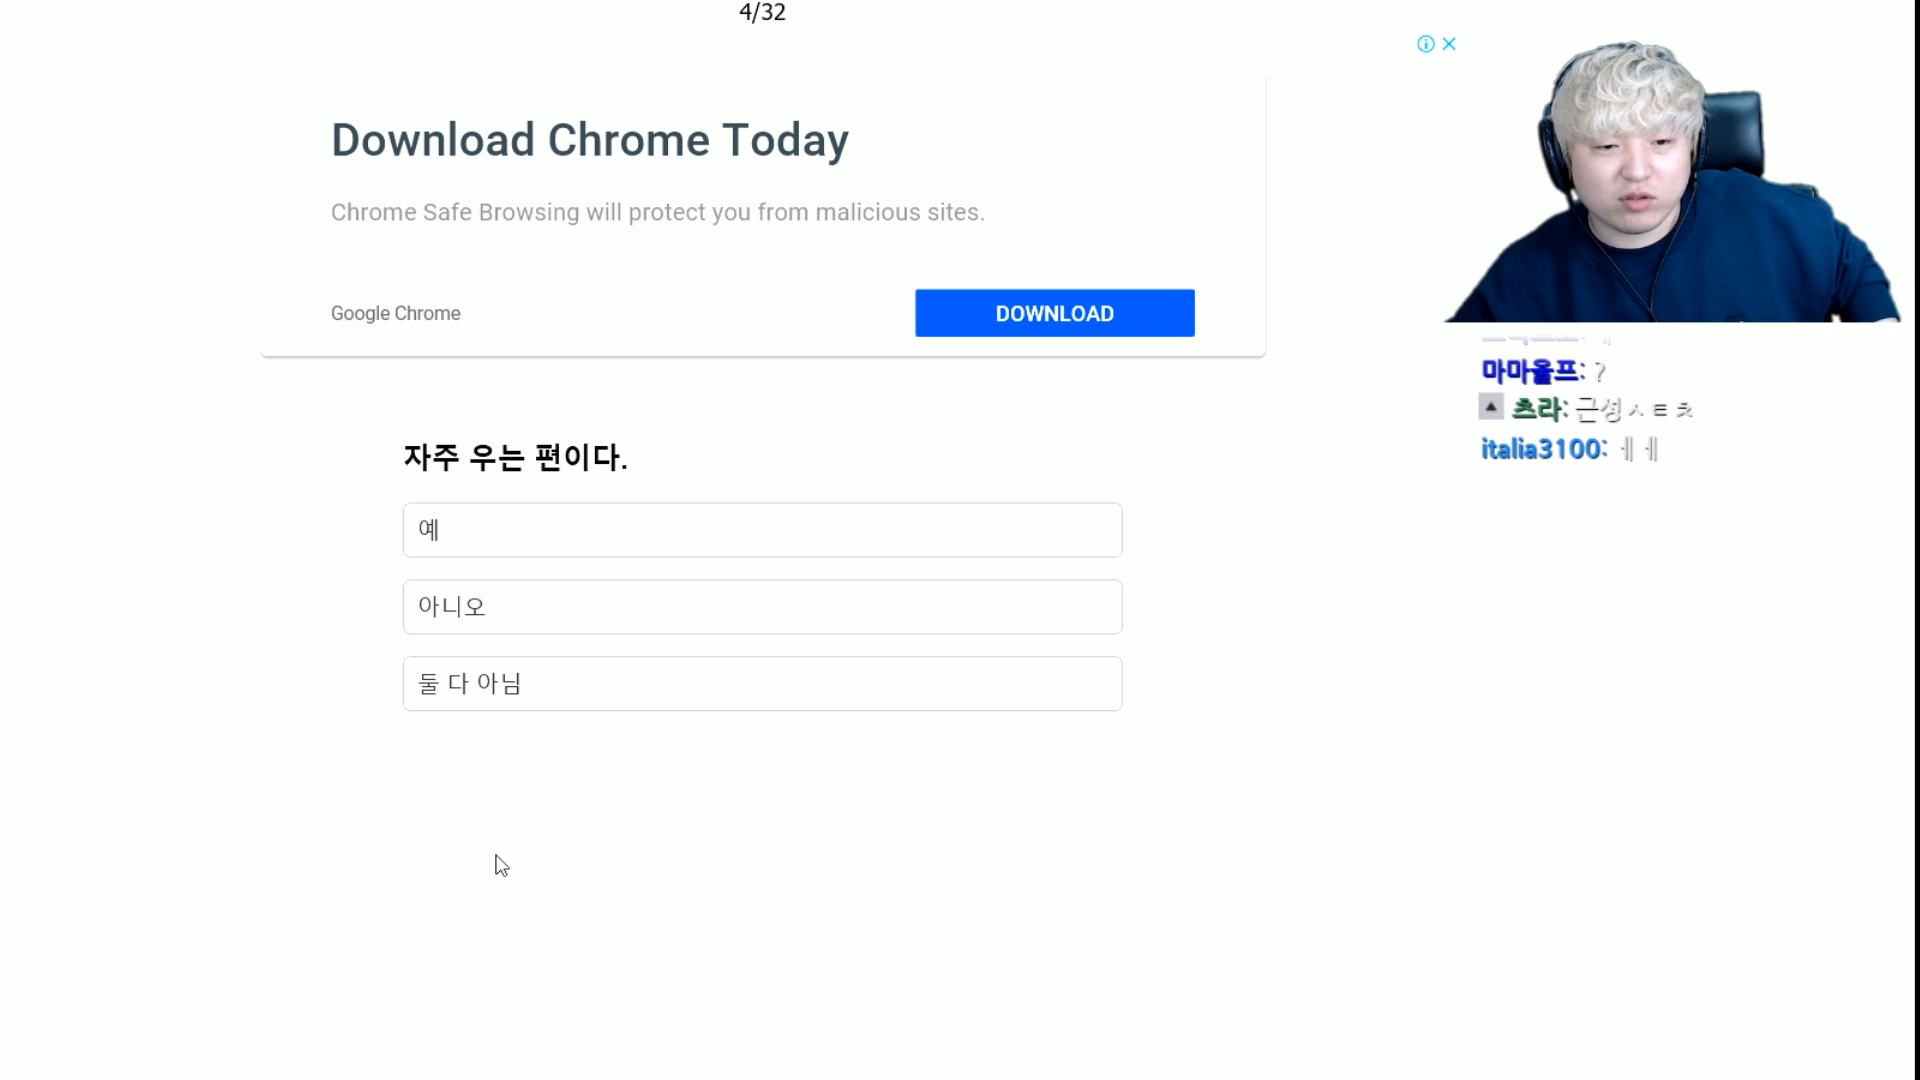 4/32
Download Chrome Today
Chrome Safe Browsing will protect you from malicious sites.
Google Chrome
DOWNLOAD
자주 우는 편이다.
예
아니오
둘 다 아님
마마울프: ?
츠라: 근성ㅅㅌㅊ
italia3100: ㅔㅔ